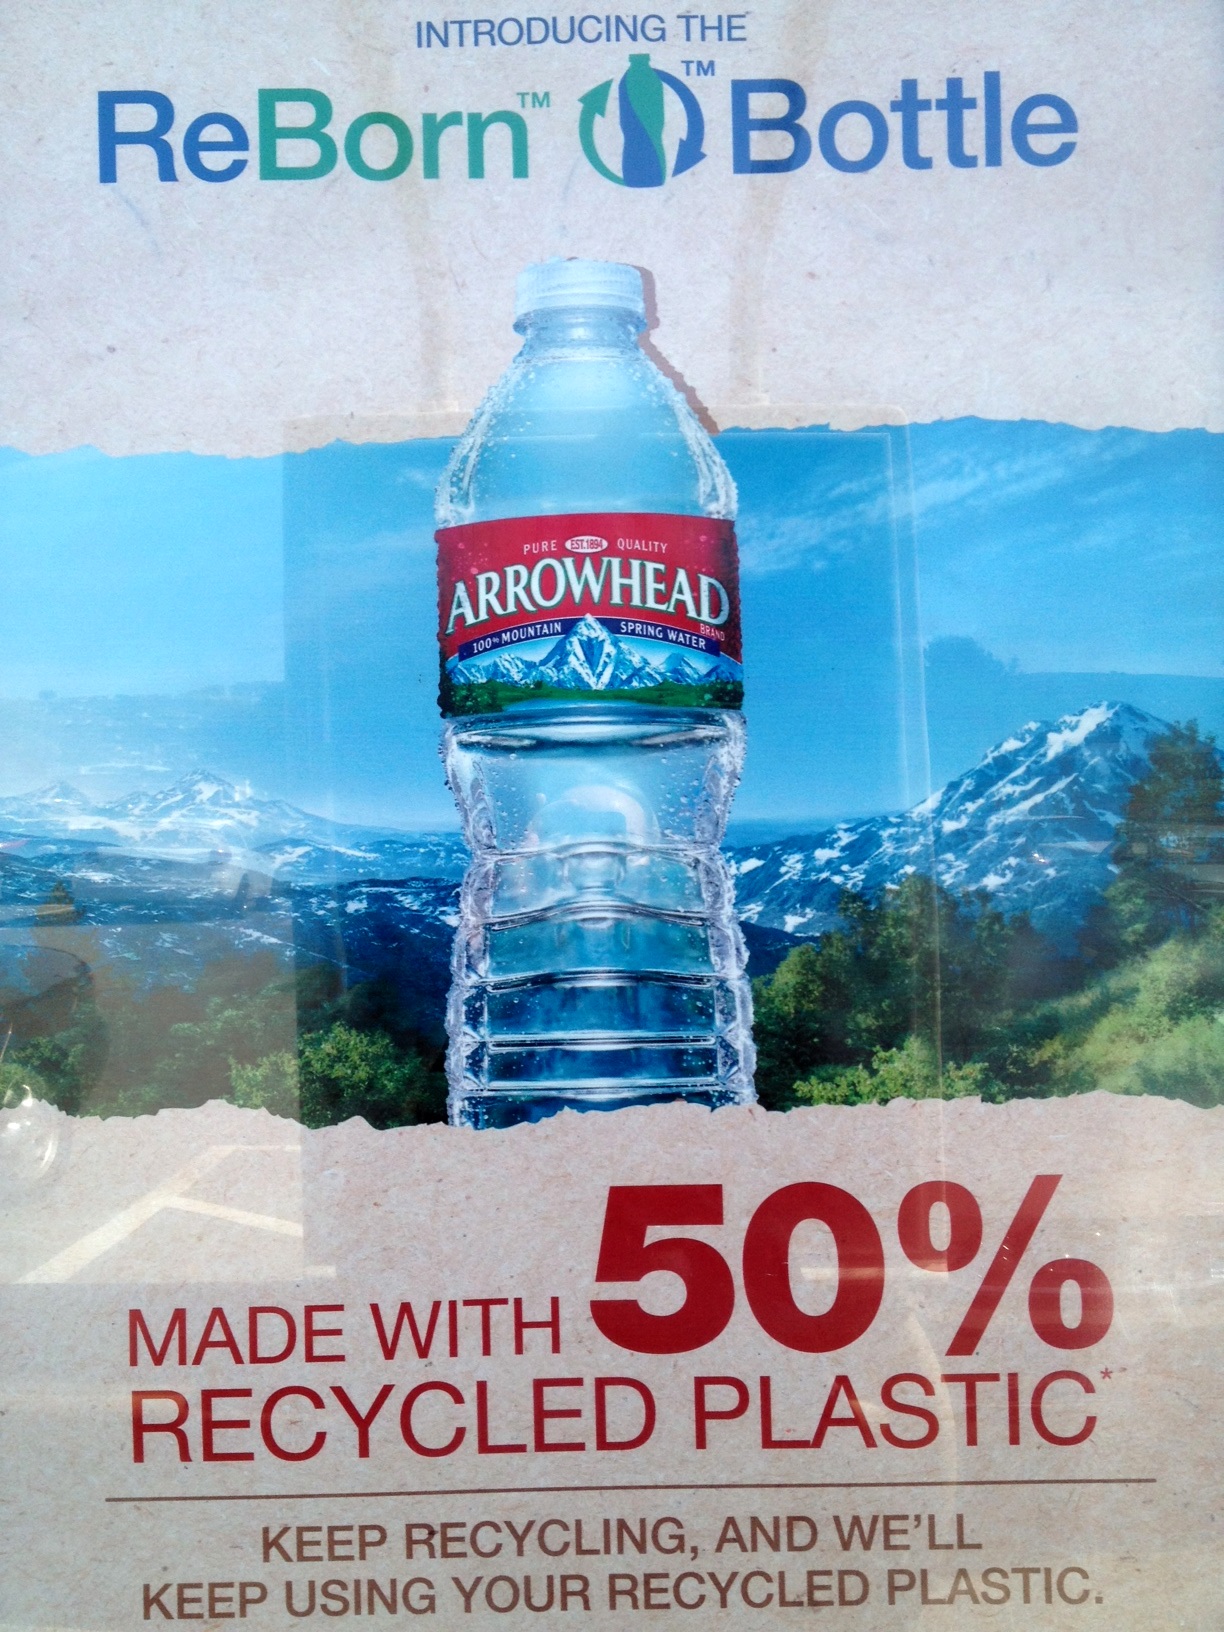 INTRODUCING THE
ReBorn™ ™ Bottle
PURE EST.1894 QUALITY
ARROWHEAD
BRAND
100% MOUNTAIN SPRING WATER
MADE WITH 50%
RECYCLED PLASTIC*
KEEP RECYCLING, AND WE'LL
KEEP USING YOUR RECYCLED PLASTIC.